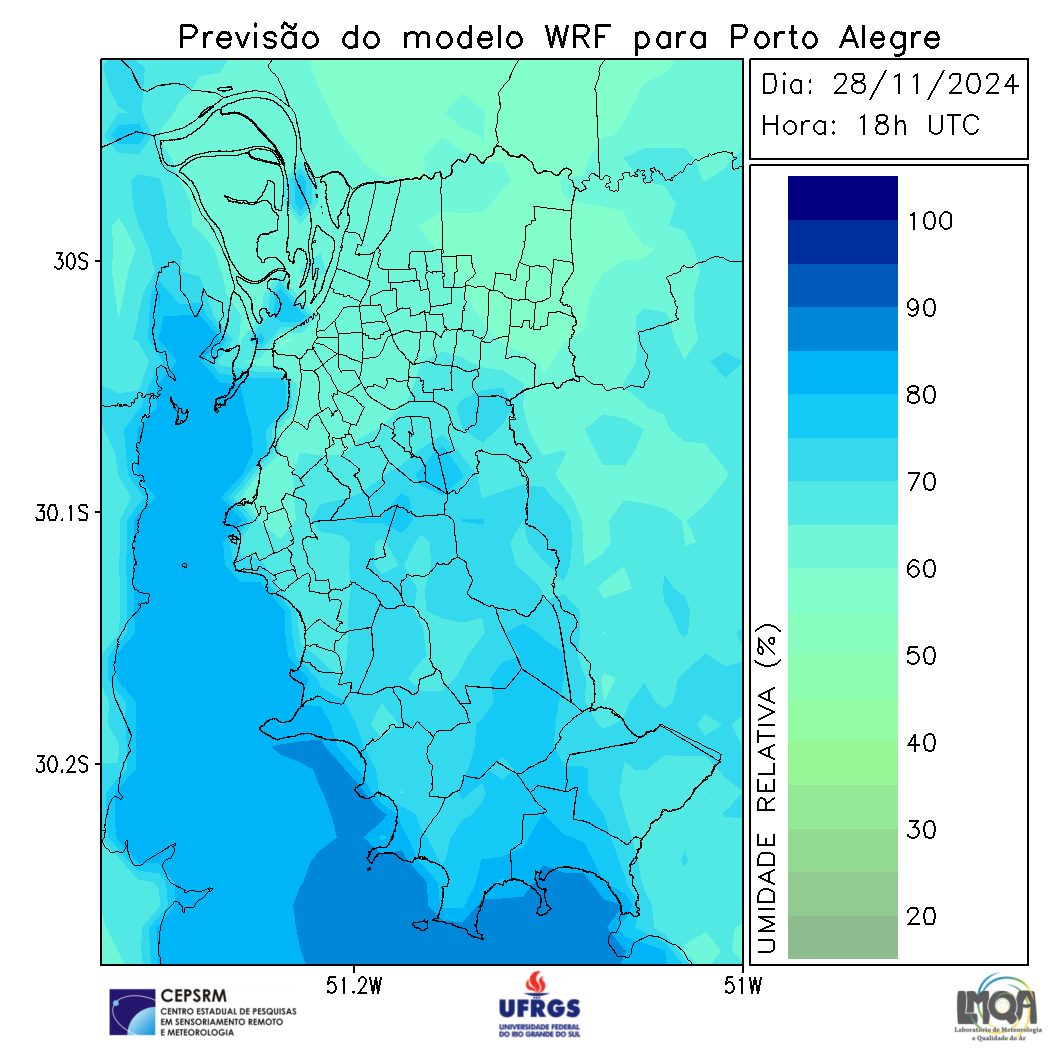 Previsão do modelo WRF para Porto Alegre
Dia: 28/11/2024
Hora: 18h UTC
100
90
80
70
60
50
40
30
20
UMIDADE RELATIVA (%)
30S
30.1S
30.2S
51.2W
51W
CEPSRM
CENTRO ESTADUAL DE PESQUISAS
EM SENSORIAMENTO REMOTO
E METEOROLOGIA
UFRGS
UNIVERSIDADE FEDERAL
DO RIO GRANDE DO SUL
LMQA
Laboratório de Meteorologia
e Qualidade do Ar